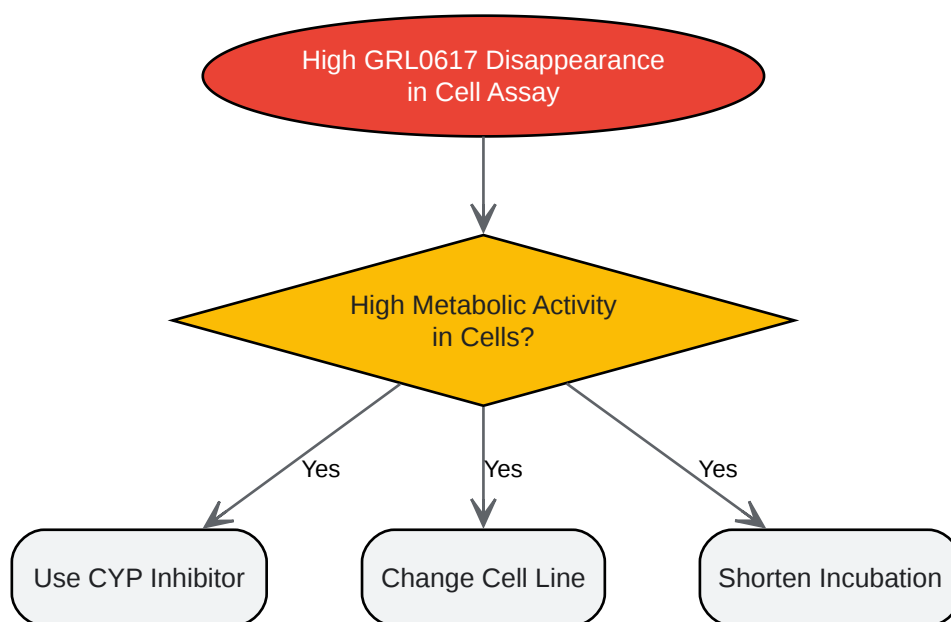 High GRL0617 Disappearance
in Cell Assay
High Metabolic Activity
in Cells?
Yes
Yes
Yes
Use CYP Inhibitor
Change Cell Line
Shorten Incubation